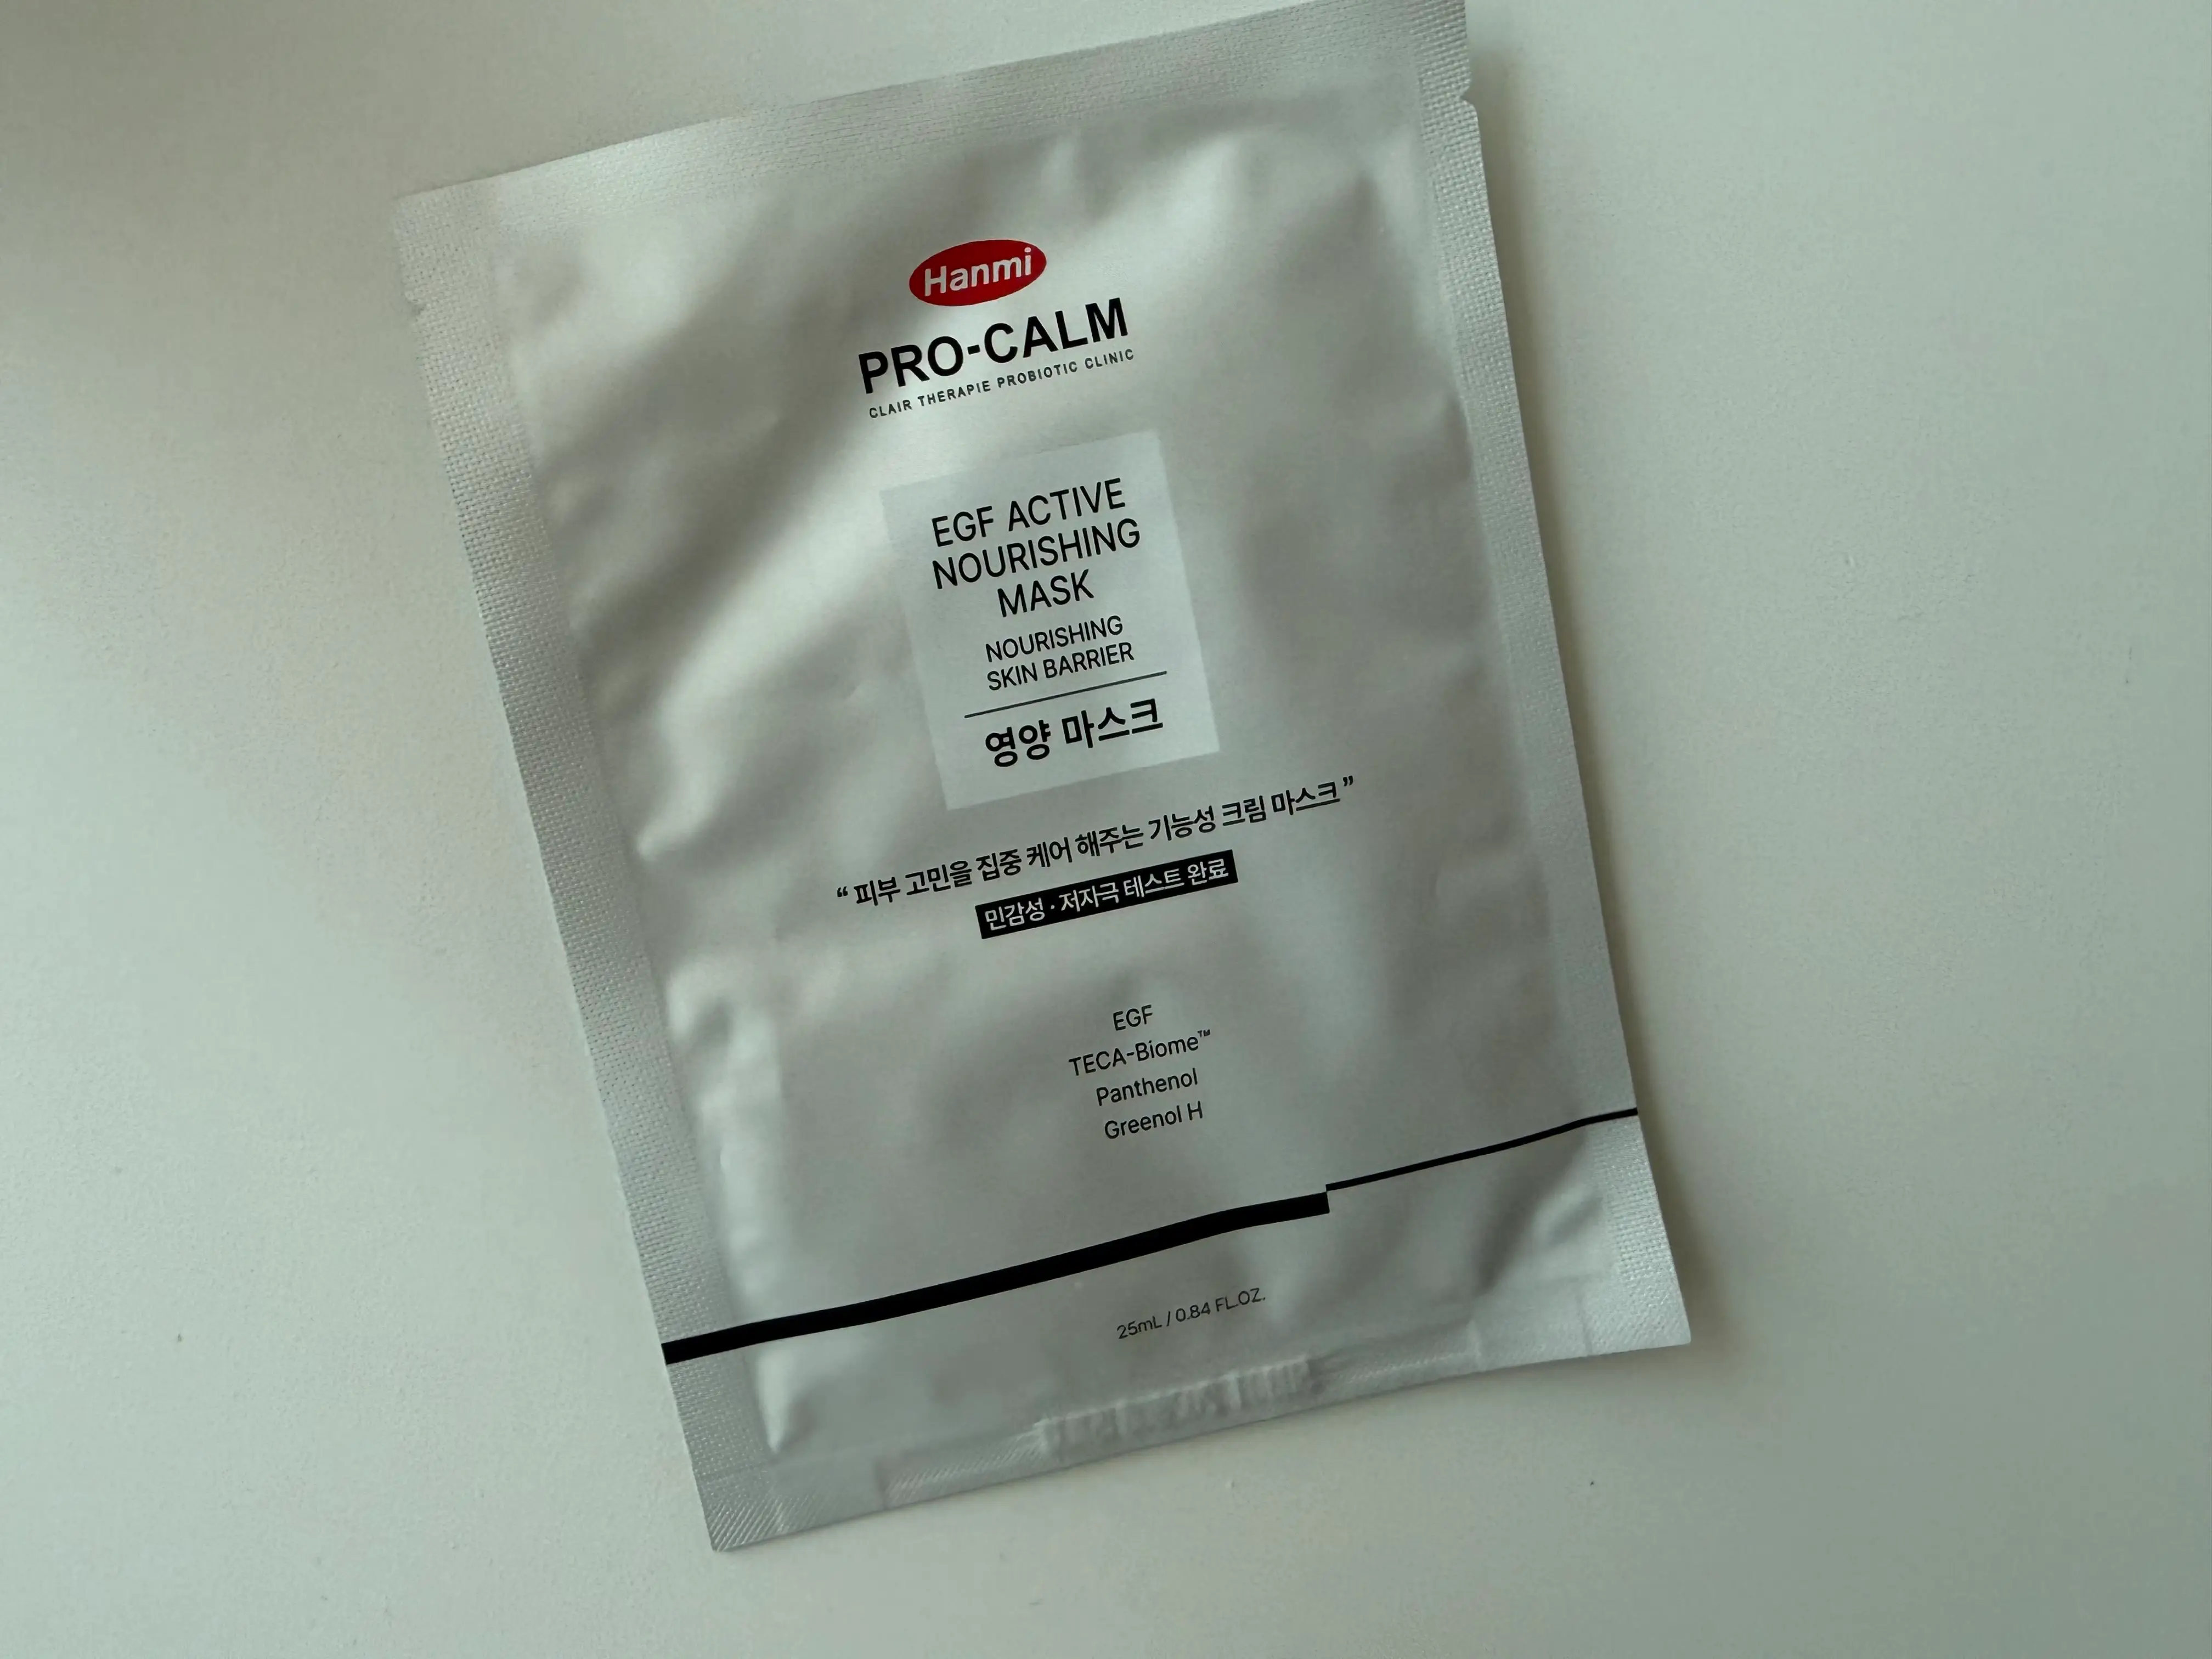 Hanmi
PRO-CALM
CLAIR THERAPIE PROBIOTIC CLINIC
EGF ACTIVE
NOURISHING
MASK
NOURISHING
SKIN BARRIER
영양 마스크
“ 피부 고민을 집중 케어 해주는 기능성 크림 마스크 ”
민감성 · 저자극 테스트 완료
EGF
TECA-Biome™
Panthenol
Greenol H
25mL / 0.84 FL.OZ.